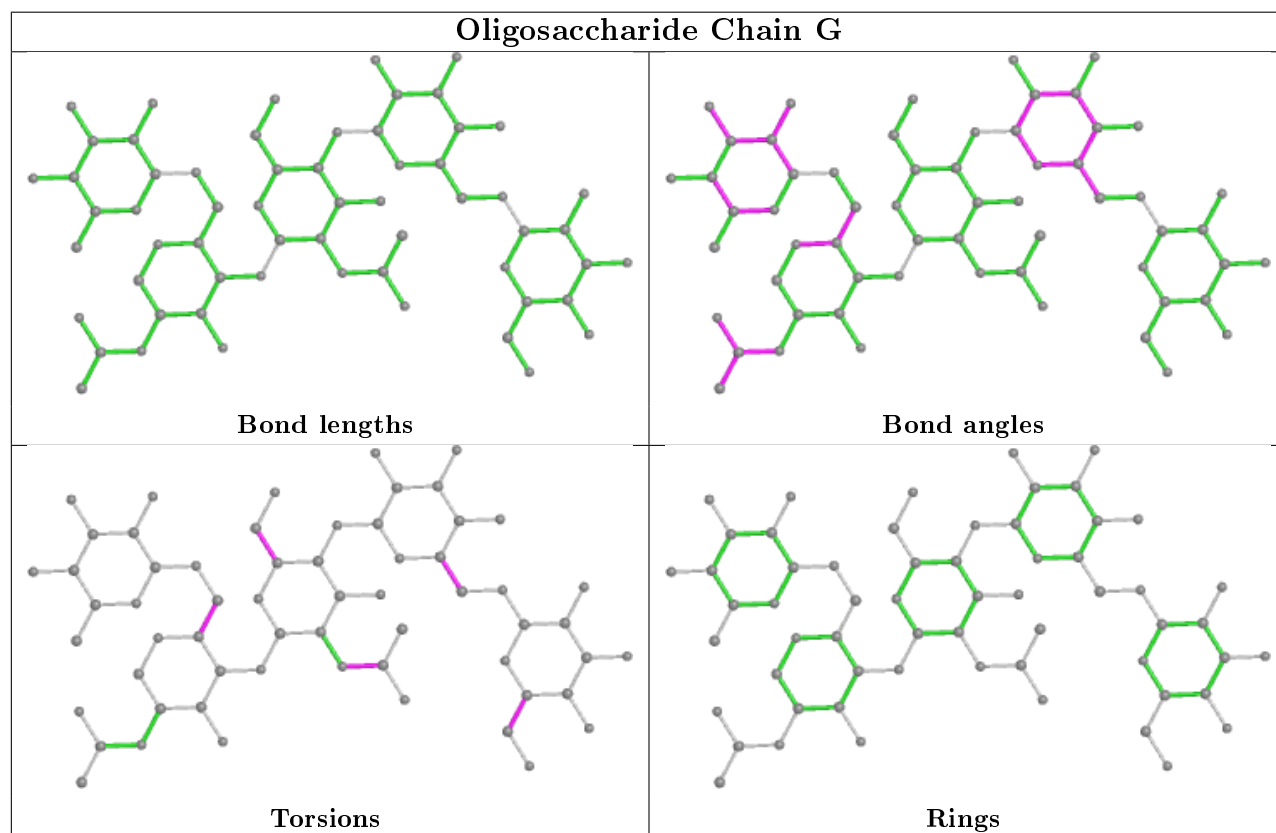 Oligosaccharide Chain G
Bond lengths
Bond angles
Torsions
Rings